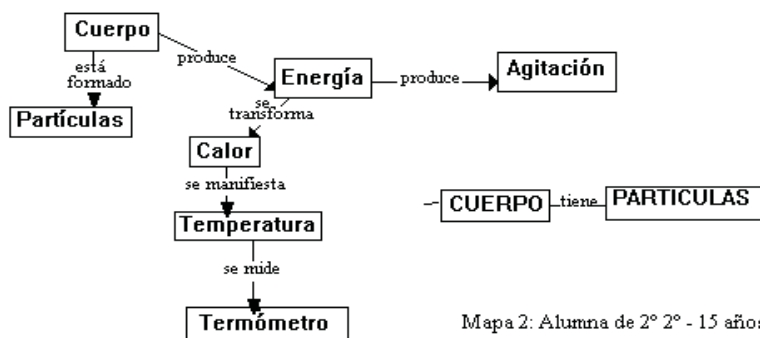 Cuerpo
está
formado
Partículas
produce
Energía
produce
Agitación
se
transforma
Calor
se manifiesta
Temperatura
se mide
Termómetro
CUERPO tiene PARTICULAS
Mapa 2: Alumna de 2º 2º - 15 años